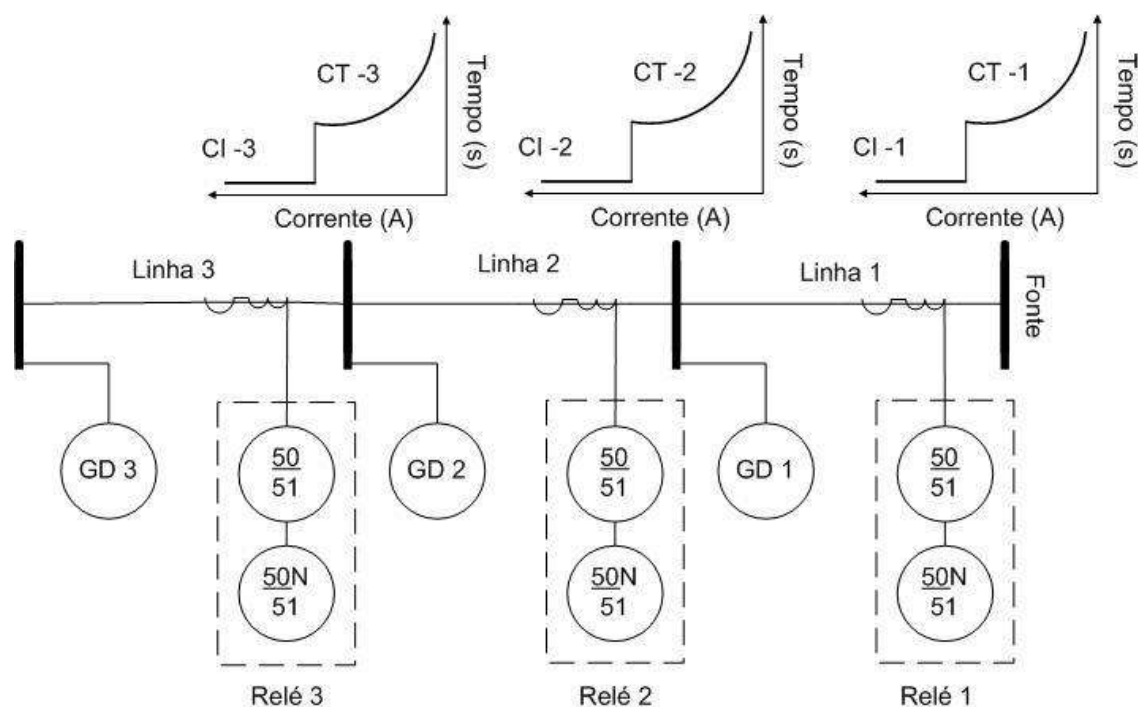 CT -3
CI -3
Tempo (s)
Corrente (A)
CT -2
CI -2
Tempo (s)
Corrente (A)
CT -1
CI -1
Tempo (s)
Corrente (A)
Linha 3
Linha 2
Linha 1
Fonte
GD 3
50
51
GD 2
50
51
GD 1
50
51
50N
51
50N
51
50N
51
Relé 3
Relé 2
Relé 1